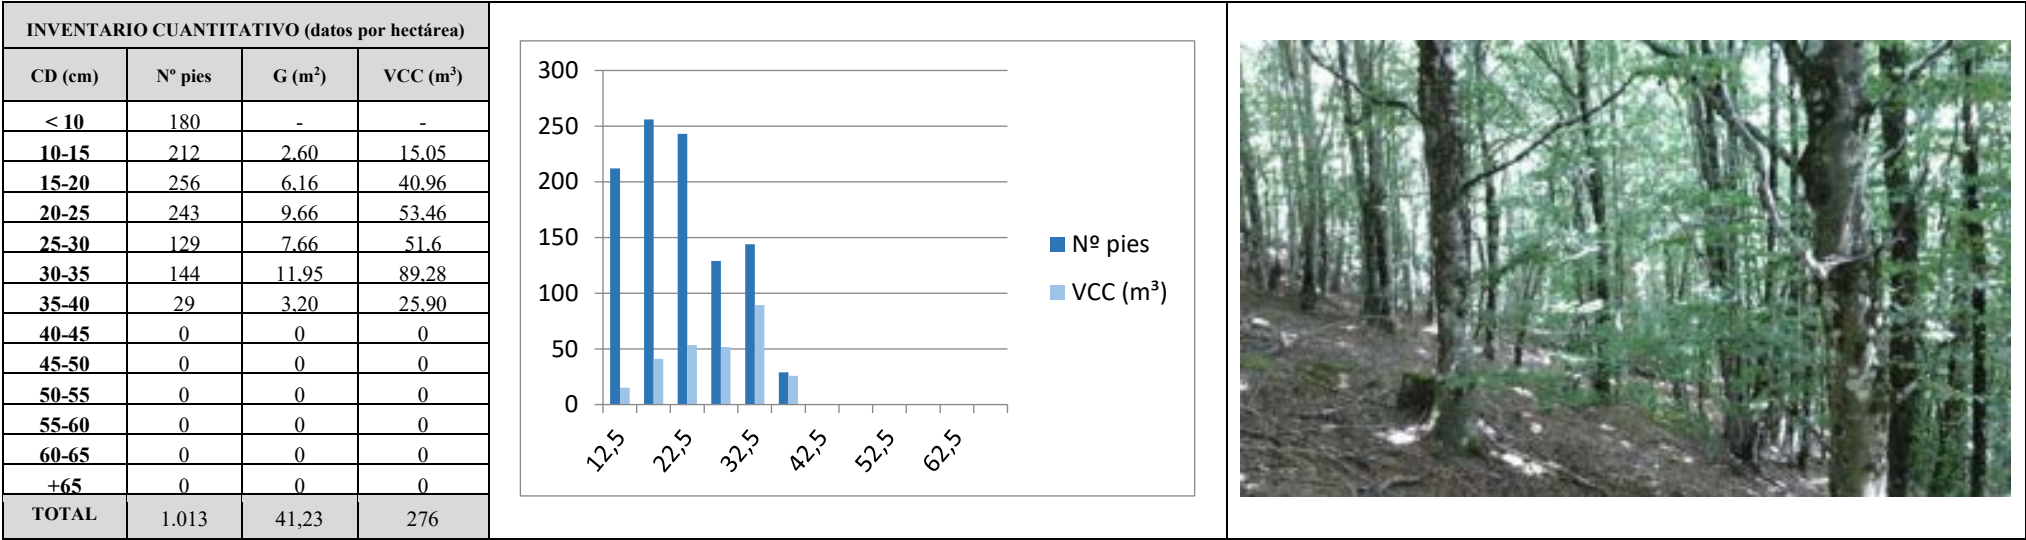 INVENTARIO CUANTITATIVO (datos por hectárea)
CD (cm) Nº pies G (m²) VCC (m³)
< 10 180 - -
10-15 212 2,60 15,05
15-20 256 6,16 40,96
20-25 243 9,66 53,46
25-30 129 7,66 51,6
30-35 144 11,95 89,28
35-40 29 3,20 25,90
40-45 0 0 0
45-50 0 0 0
50-55 0 0 0
55-60 0 0 0
60-65 0 0 0
+65 0 0 0
TOTAL 1.013 41,23 276
300
250
200
150
100
50
0
12,5 22,5 32,5 42,5 52,5 62,5
Nº pies
VCC (m³)